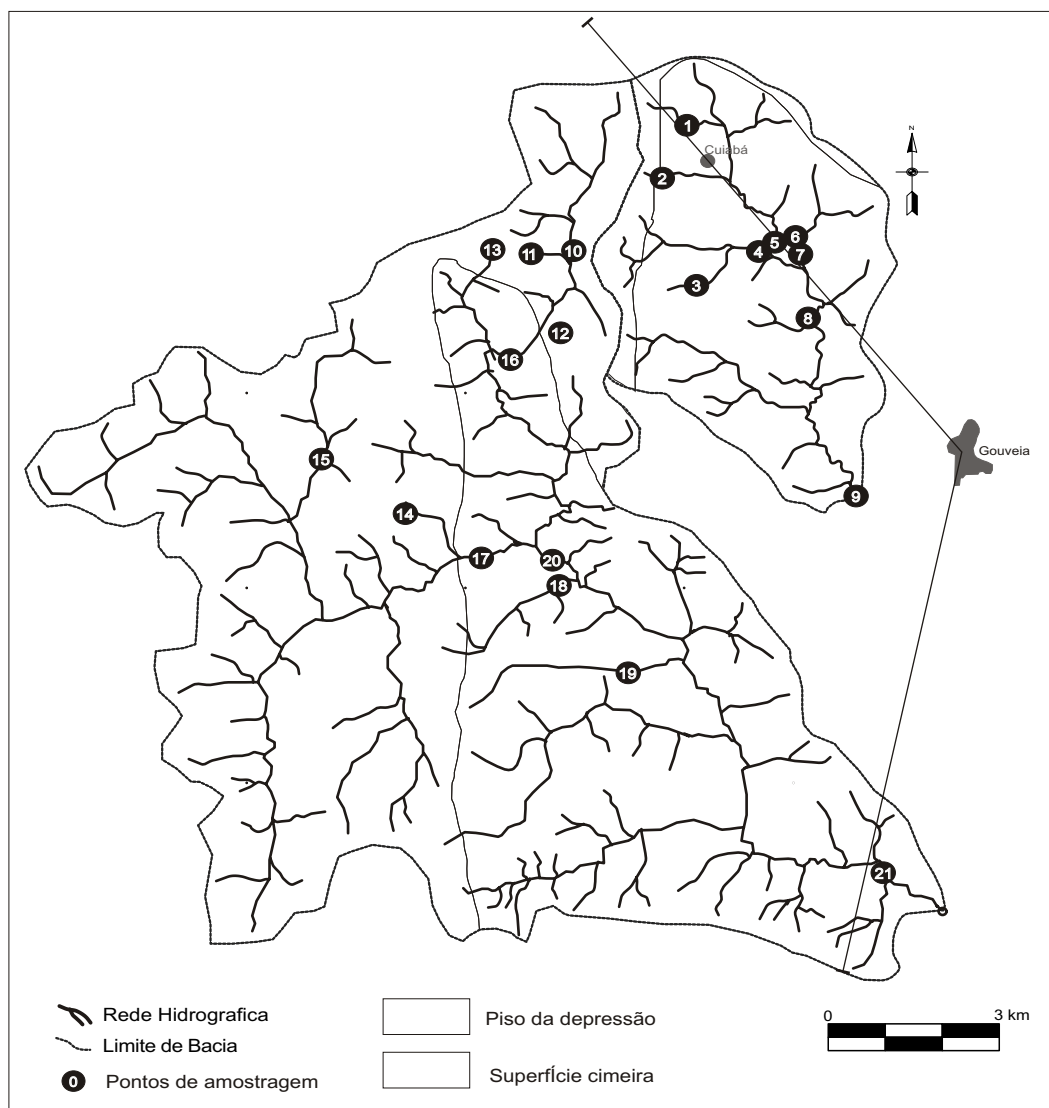 N
1
Cuiabá
2
6
5
13
11
10
4
7
3
8
12
16
Gouveia
15
9
14
17
20
18
19
21
Rede Hidrografica
Piso da depressão
0 3 km
Limite de Bacia
0 Pontos de amostragem
SuperfÍcie cimeira